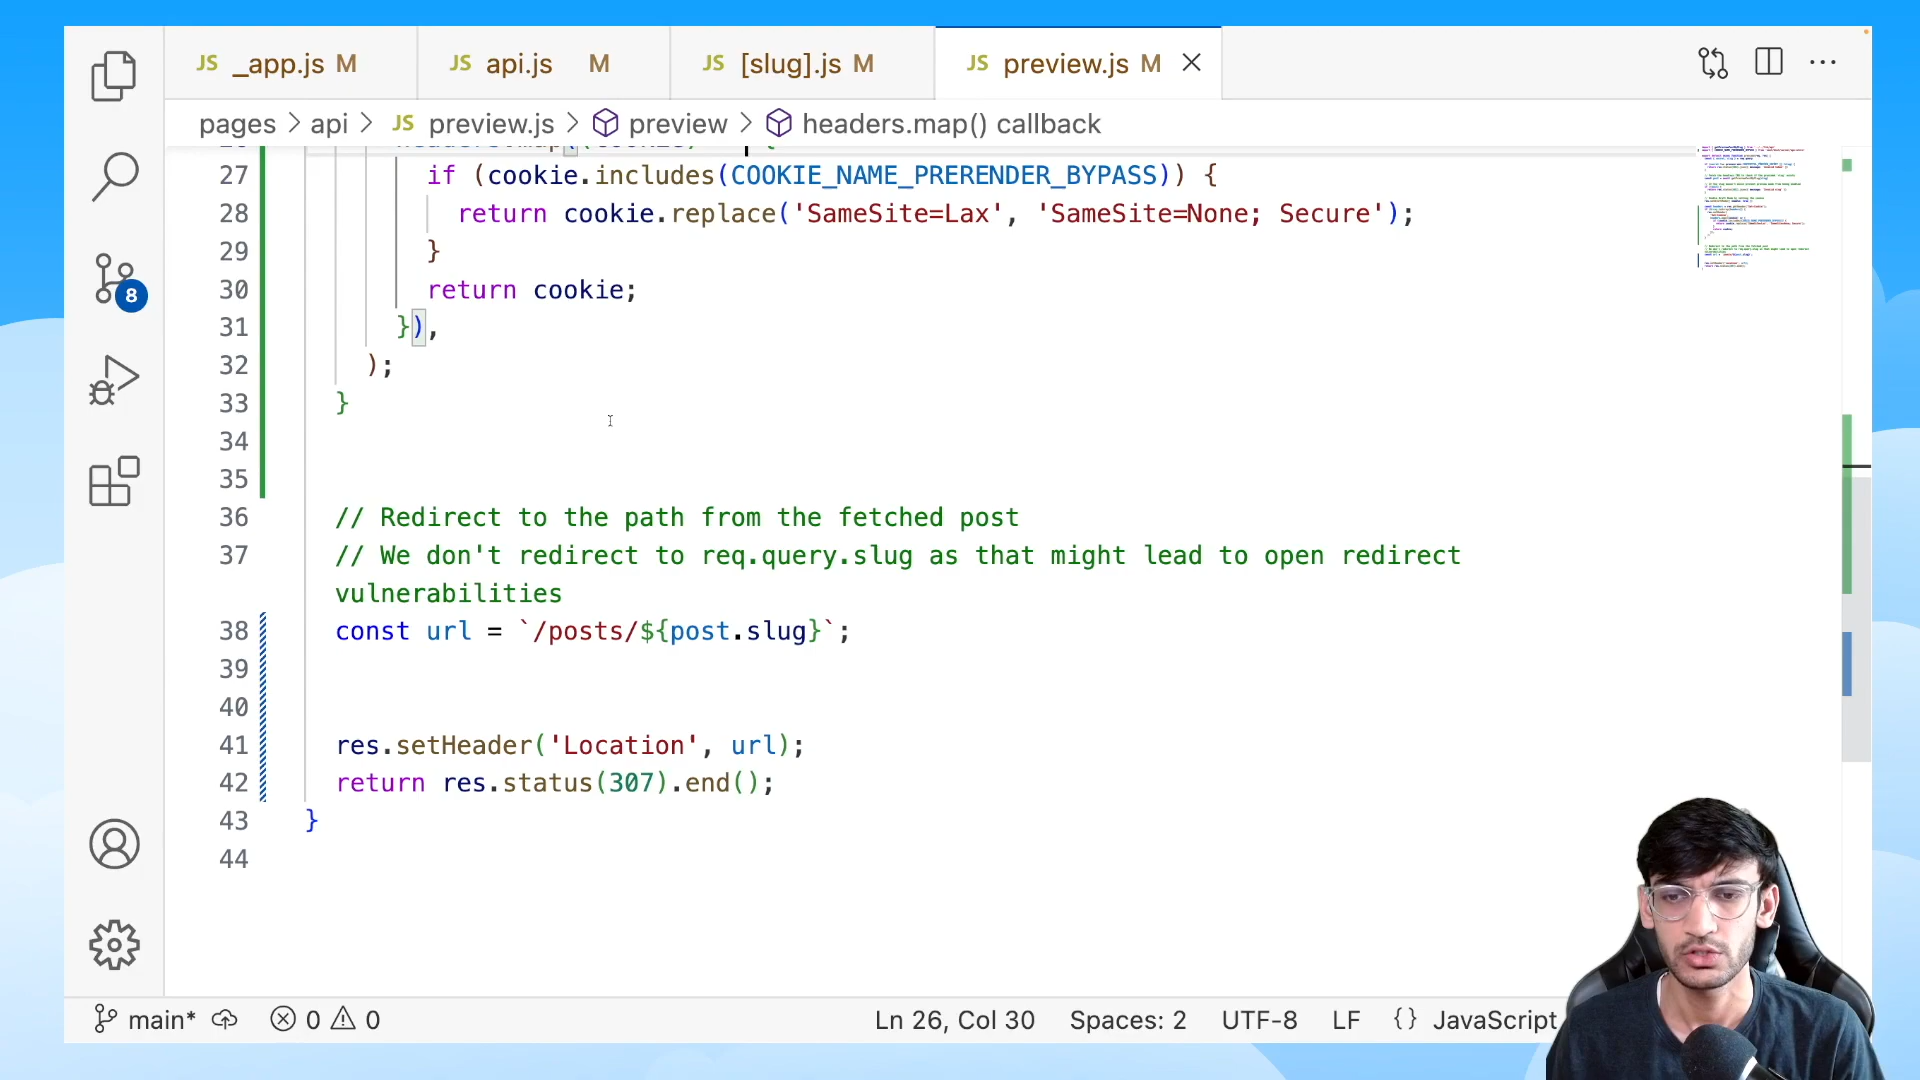 JS _app.js M
JS api.js M
JS [slug].js M
JS preview.js M
pages > api > JS preview.js > preview > headers.map() callback
27 if (cookie.includes(COOKIE_NAME_PRERENDER_BYPASS)) {
28 return cookie.replace('SameSite=Lax', 'SameSite=None; Secure');
29 }
30 return cookie;
31 }),
32 );
33 }
34
35
36 // Redirect to the path from the fetched post
37 // We don't redirect to req.query.slug as that might lead to open redirect
vulnerabilities
38 const url = `/posts/${post.slug}`;
39
40
41 res.setHeader('Location', url);
42 return res.status(307).end();
43 }
44
8
main* 0 0 Ln 26, Col 30 Spaces: 2 UTF-8 LF {} JavaScript